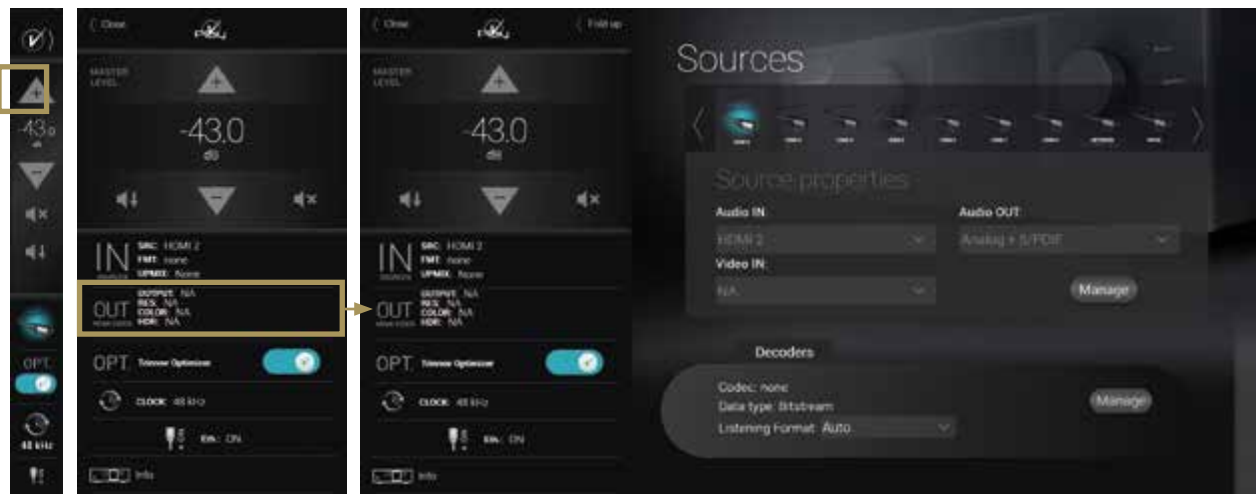 -43.0
dB
OPT.
48 kHz
< Close
MASTER
LEVEL
-43.0
dB
IN
SRC: HDMI 2
FMT: none
UPMIX: None
OUT
OUTPUT: NA
RES: NA
COLOR: NA
HDR: NA
OPT. Trinnov Optimizer
CLOCK: 48 kHz
ON
Info
< Close
< Fold up
MASTER
LEVEL
-43.0
dB
IN
SRC: HDMI 2
FMT: none
UPMIX: None
OUT
OUTPUT: NA
RES: NA
COLOR: NA
HDR: NA
OPT. Trinnov Optimizer
CLOCK: 48 kHz
ON
Info
Sources
Source properties
Audio IN:
Audio OUT:
HDMI 2
Analog + S/PDIF
Video IN:
NA
Manage
Decoders
Codec: none
Data type: Bitstream
Manage
Listening Format: Auto